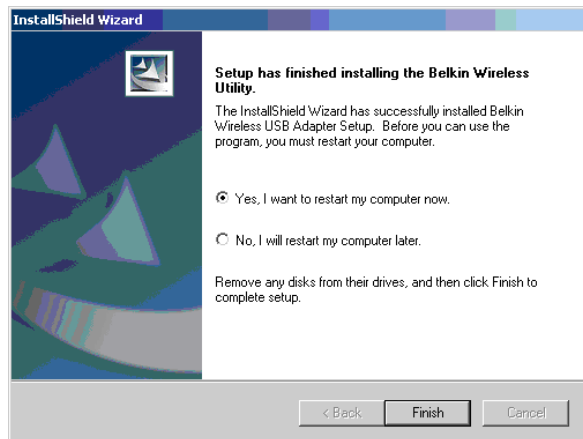 InstallShield Wizard
Setup has finished installing the Belkin Wireless
Utility.
The InstallShield Wizard has successfully installed Belkin
Wireless USB Adapter Setup.  Before you can use the
program, you must restart your computer.
Yes, I want to restart my computer now.
No, I will restart my computer later.
Remove any disks from their drives, and then click Finish to
complete setup.
< Back
Finish
Cancel